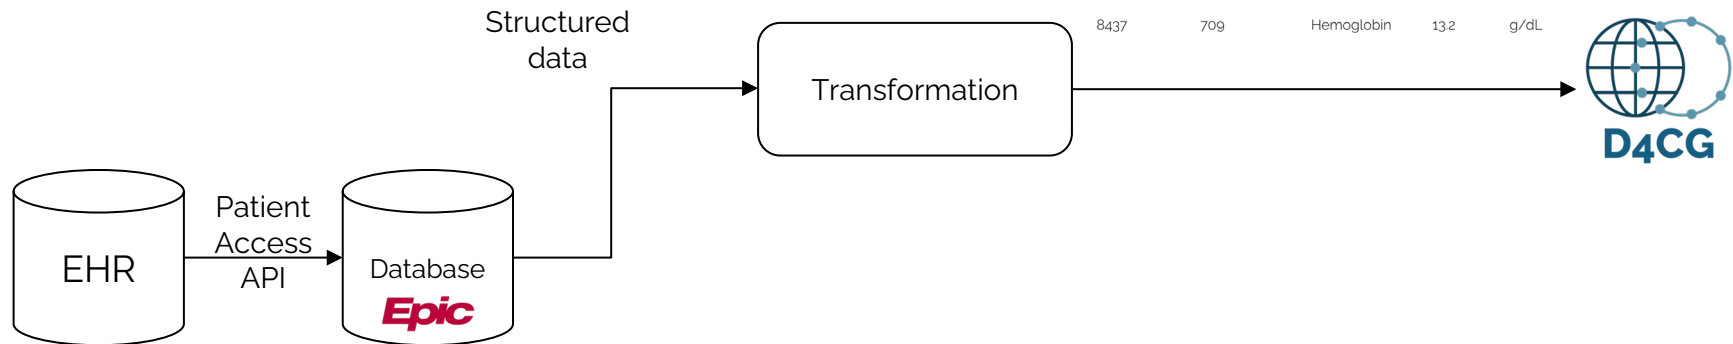 Structured
data
Transformation
8437 709 Hemoglobin 13.2 g/dL
D4CG
EHR
Patient
Access
API
Database
Epic